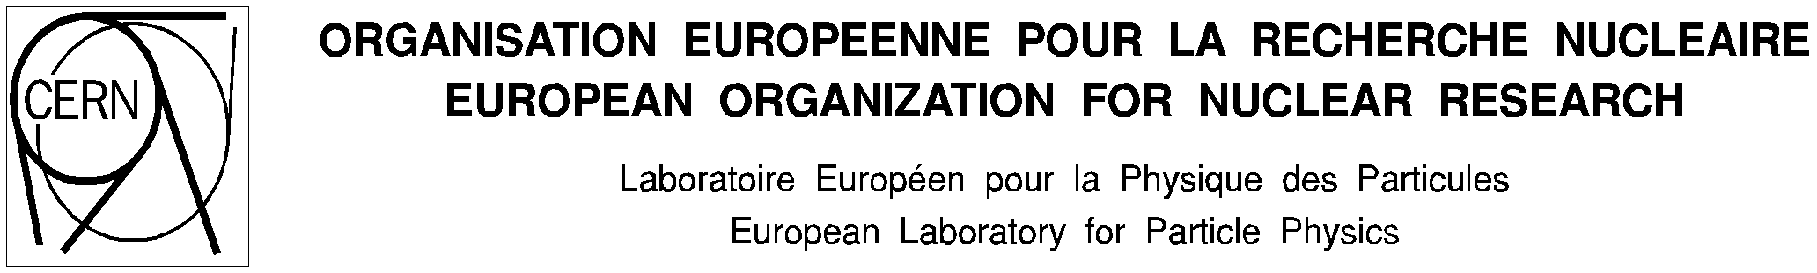 CERN
ORGANISATION EUROPEENNE POUR LA RECHERCHE NUCLEAIRE
EUROPEAN ORGANIZATION FOR NUCLEAR RESEARCH
Laboratoire Européen pour la Physique des Particules
European Laboratory for Particle Physics